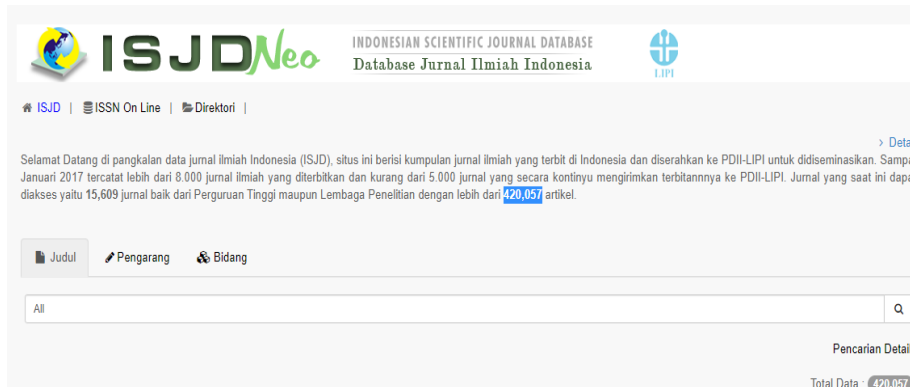 ISJDNeo
INDONESIAN SCIENTIFIC JOURNAL DATABASE
Database Jurnal Ilmiah Indonesia
LIPI
ISJD | ISSN On Line | Direktori |
> Deta
Selamat Datang di pangkalan data jurnal ilmiah Indonesia (ISJD), situs ini berisi kumpulan jurnal ilmiah yang terbit di Indonesia dan diserahkan ke PDII-LIPI untuk didiseminasikan. Sampa
Januari 2017 tercatat lebih dari 8.000 jurnal ilmiah yang diterbitkan dan kurang dari 5.000 jurnal yang secara kontinyu mengirimkan terbitannnya ke PDII-LIPI. Jurnal yang saat ini dapa
diakses yaitu 15,609 jurnal baik dari Perguruan Tinggi maupun Lembaga Penelitian dengan lebih dari 420,057 artikel.
Judul Pengarang Bidang
All
Pencarian Detail
Total Data : 420,057